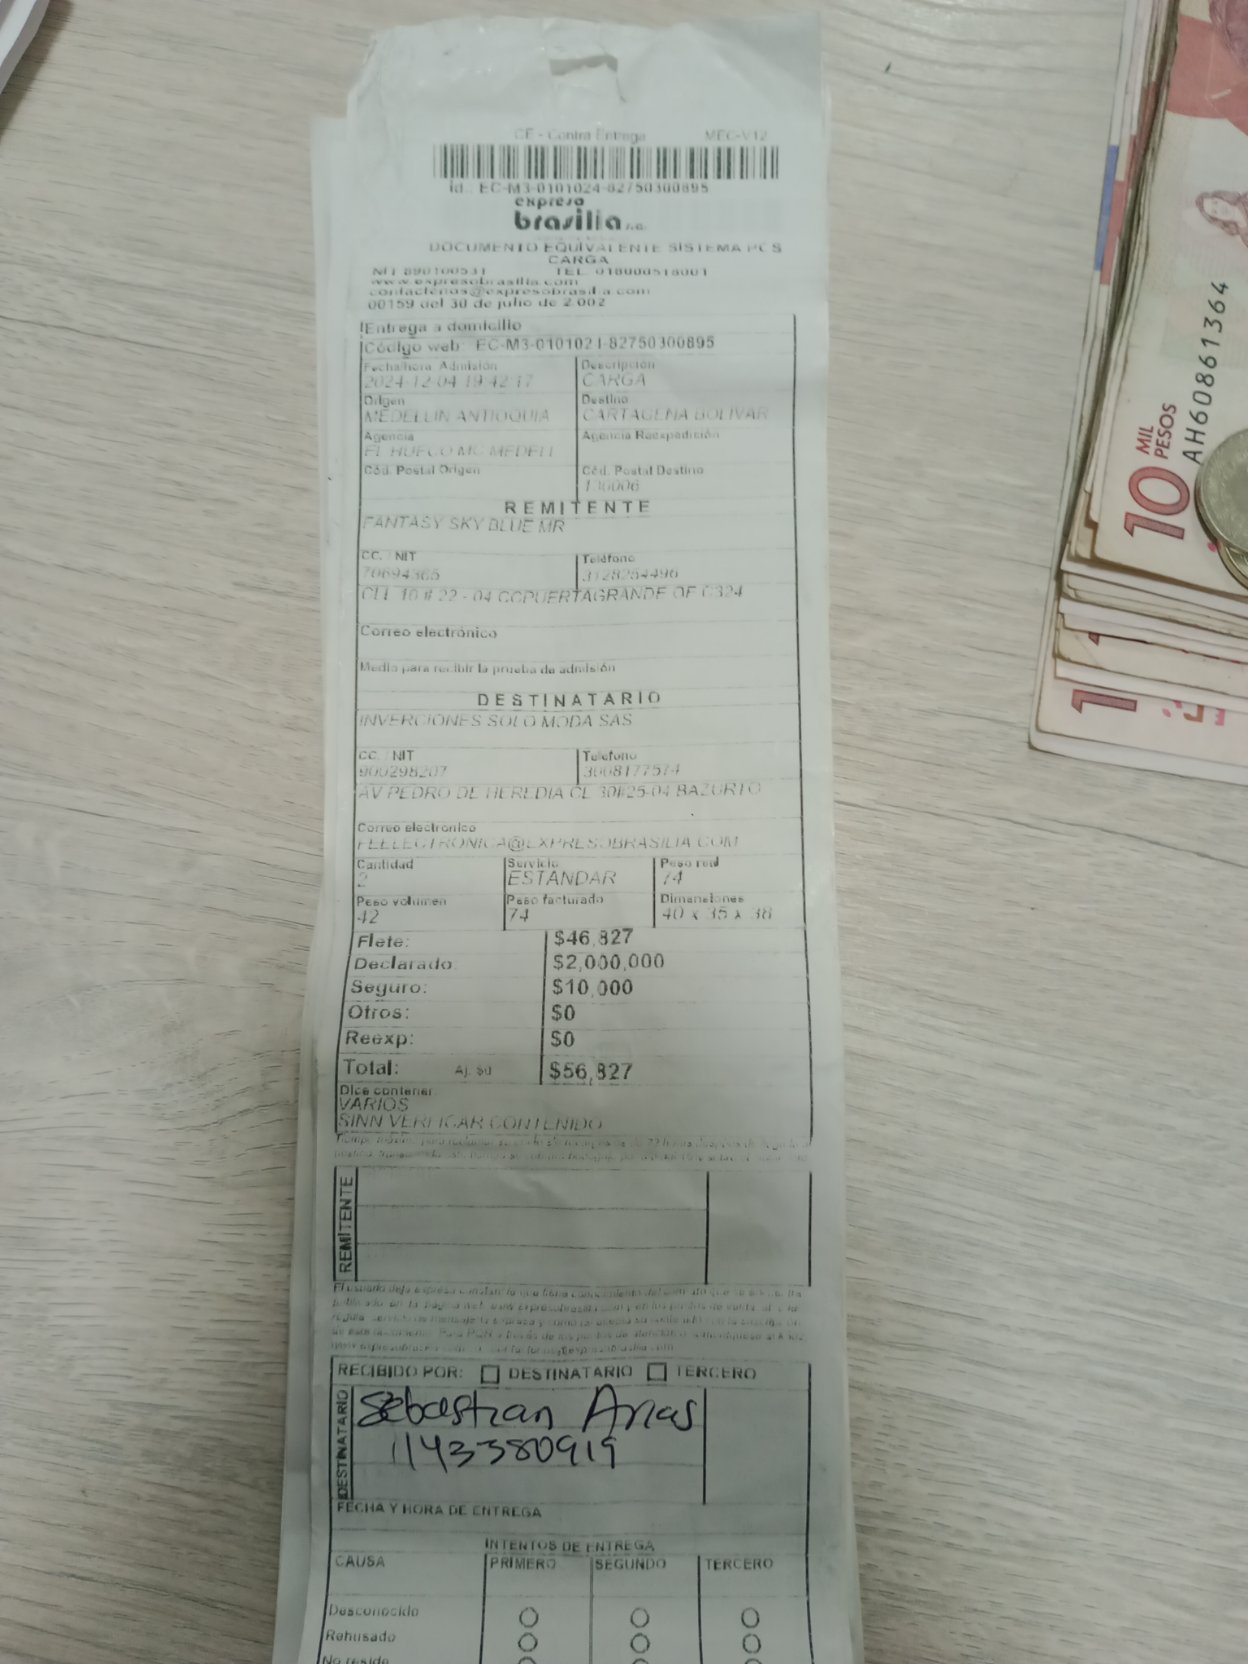 CE - Contra Entrega MEC-V12
id.: EC-M3-0101024-82750300895
expreso
brasilia s.a.
DOCUMENTO EQUIVALENTE SISTEMA PCS
CARGA
NIT 890100531 TEL. 018000518001
www.expresobrasilia.com
contactenos@expresobrasilia.com
00159 del 30 de julio de 2.002
Entrega a domicilio
Código web: EC-M3-0101024-82750300895
Fecha/hora Admisión Descripción
2024-12-04 19:42:17 CARGA
Origen Destino
MEDELLIN ANTIOQUIA CARTAGENA BOLIVAR
Agencia Agencia Reexpedición
EL HUECO MC MEDELL
Cód. Postal Origen Cód. Postal Destino
130006
REMITENTE
FANTASY SKY BLUE MR
CC. / NIT Teléfono
70694365 3128254496
CLL 10 # 22 - 04 CCPUERTAGRANDE OF C324
Correo electrónico
Medio para recibir la prueba de admisión
DESTINATARIO
INVERCIONES SOLO MODA SAS
CC. / NIT Teléfono
900298207 3008177574
AV PEDRO DE HEREDIA CL 30#25-04 BAZURTO
Correo electrónico
FELECTRONICA@EXPRESOBRASILIA.COM
Cantidad Servicio Peso real
2 ESTANDAR 74
Peso volumen Peso facturado Dimensiones
42 74 40 x 35 x 38
Flete: $46,827
Declarado: $2,000,000
Seguro: $10,000
Otros: $0
Reexp: $0
Total: Aj. $0 $56,827
Dice contener:
VARIOS
SINN VERFIGAR CONTENIDO
REMITENTE
RECIBIDO POR: DESTINATARIO TERCERO
DESTINATARIO
Sebastian Arias
1143380919
FECHA Y HORA DE ENTREGA
INTENTOS DE ENTREGA
CAUSA PRIMERO SEGUNDO TERCERO
Desconocido
Rehusado
No reside
10 MIL
PESOS
AH60861364